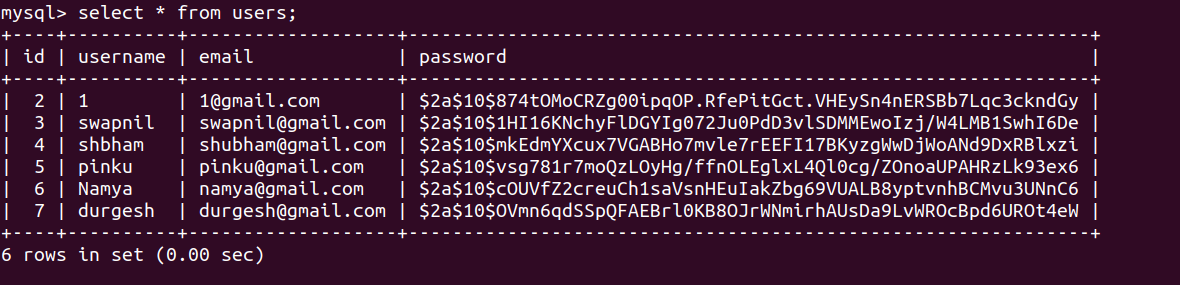 mysql> select * from users;
+----+----------+-------------------+--------------------------------------------------------------+
| id | username | email             | password                                                     |
+----+----------+-------------------+--------------------------------------------------------------+
|  2 | 1        | 1@gmail.com       | $2a$10$874tOMoCRZg00ipqOP.RfePitGct.VHEySn4nERSBb7Lqc3ckndGy |
|  3 | swapnil  | swapnil@gmail.com | $2a$10$1HI16KNchyFlDGYIg072Ju0PdD3vlSDMMEwoIzj/W4LMB1SwhI6De |
|  4 | shbham   | shubham@gmail.com | $2a$10$mkEdmYXcux7VGABHo7mvle7rEEFI17BKyzgWwDjWoANd9DxRBlxzi |
|  5 | pinku    | pinku@gmail.com   | $2a$10$vsg781r7moQzLOyHg/ffnOLEglxL4Ql0cg/ZOnoaUPAHRzLk93ex6 |
|  6 | Namya    | namya@gmail.com   | $2a$10$cOUVfZ2creuCh1saVsnHEuIakZbg69VUALB8yptvnhBCMvu3UNnC6 |
|  7 | durgesh  | durgesh@gmail.com | $2a$10$OVmn6qdSSpQFAEBrl0KB8OJrWNmirhAUsDa9LvWROcBpd6UROt4eW |
+----+----------+-------------------+--------------------------------------------------------------+
6 rows in set (0.00 sec)